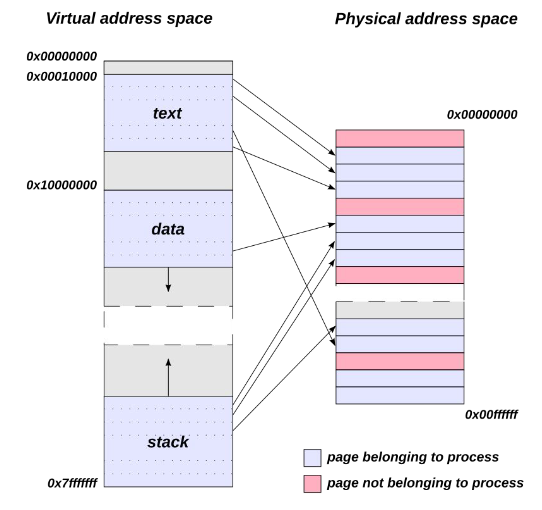 Virtual address space
Physical address space
0x00000000
0x00010000
text
0x10000000
data
stack
0x7fffffff
0x00000000
0x00ffffff
page belonging to process
page not belonging to process